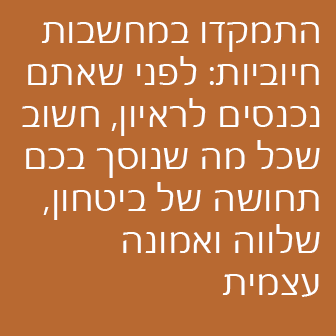 התמקדו במחשבות
חיוביות: לפני שאתם
נכנסים לראיון, חשוב
שכל מה שנוסך בכם
תחושה של ביטחון,
שלווה ואמונה
עצמית